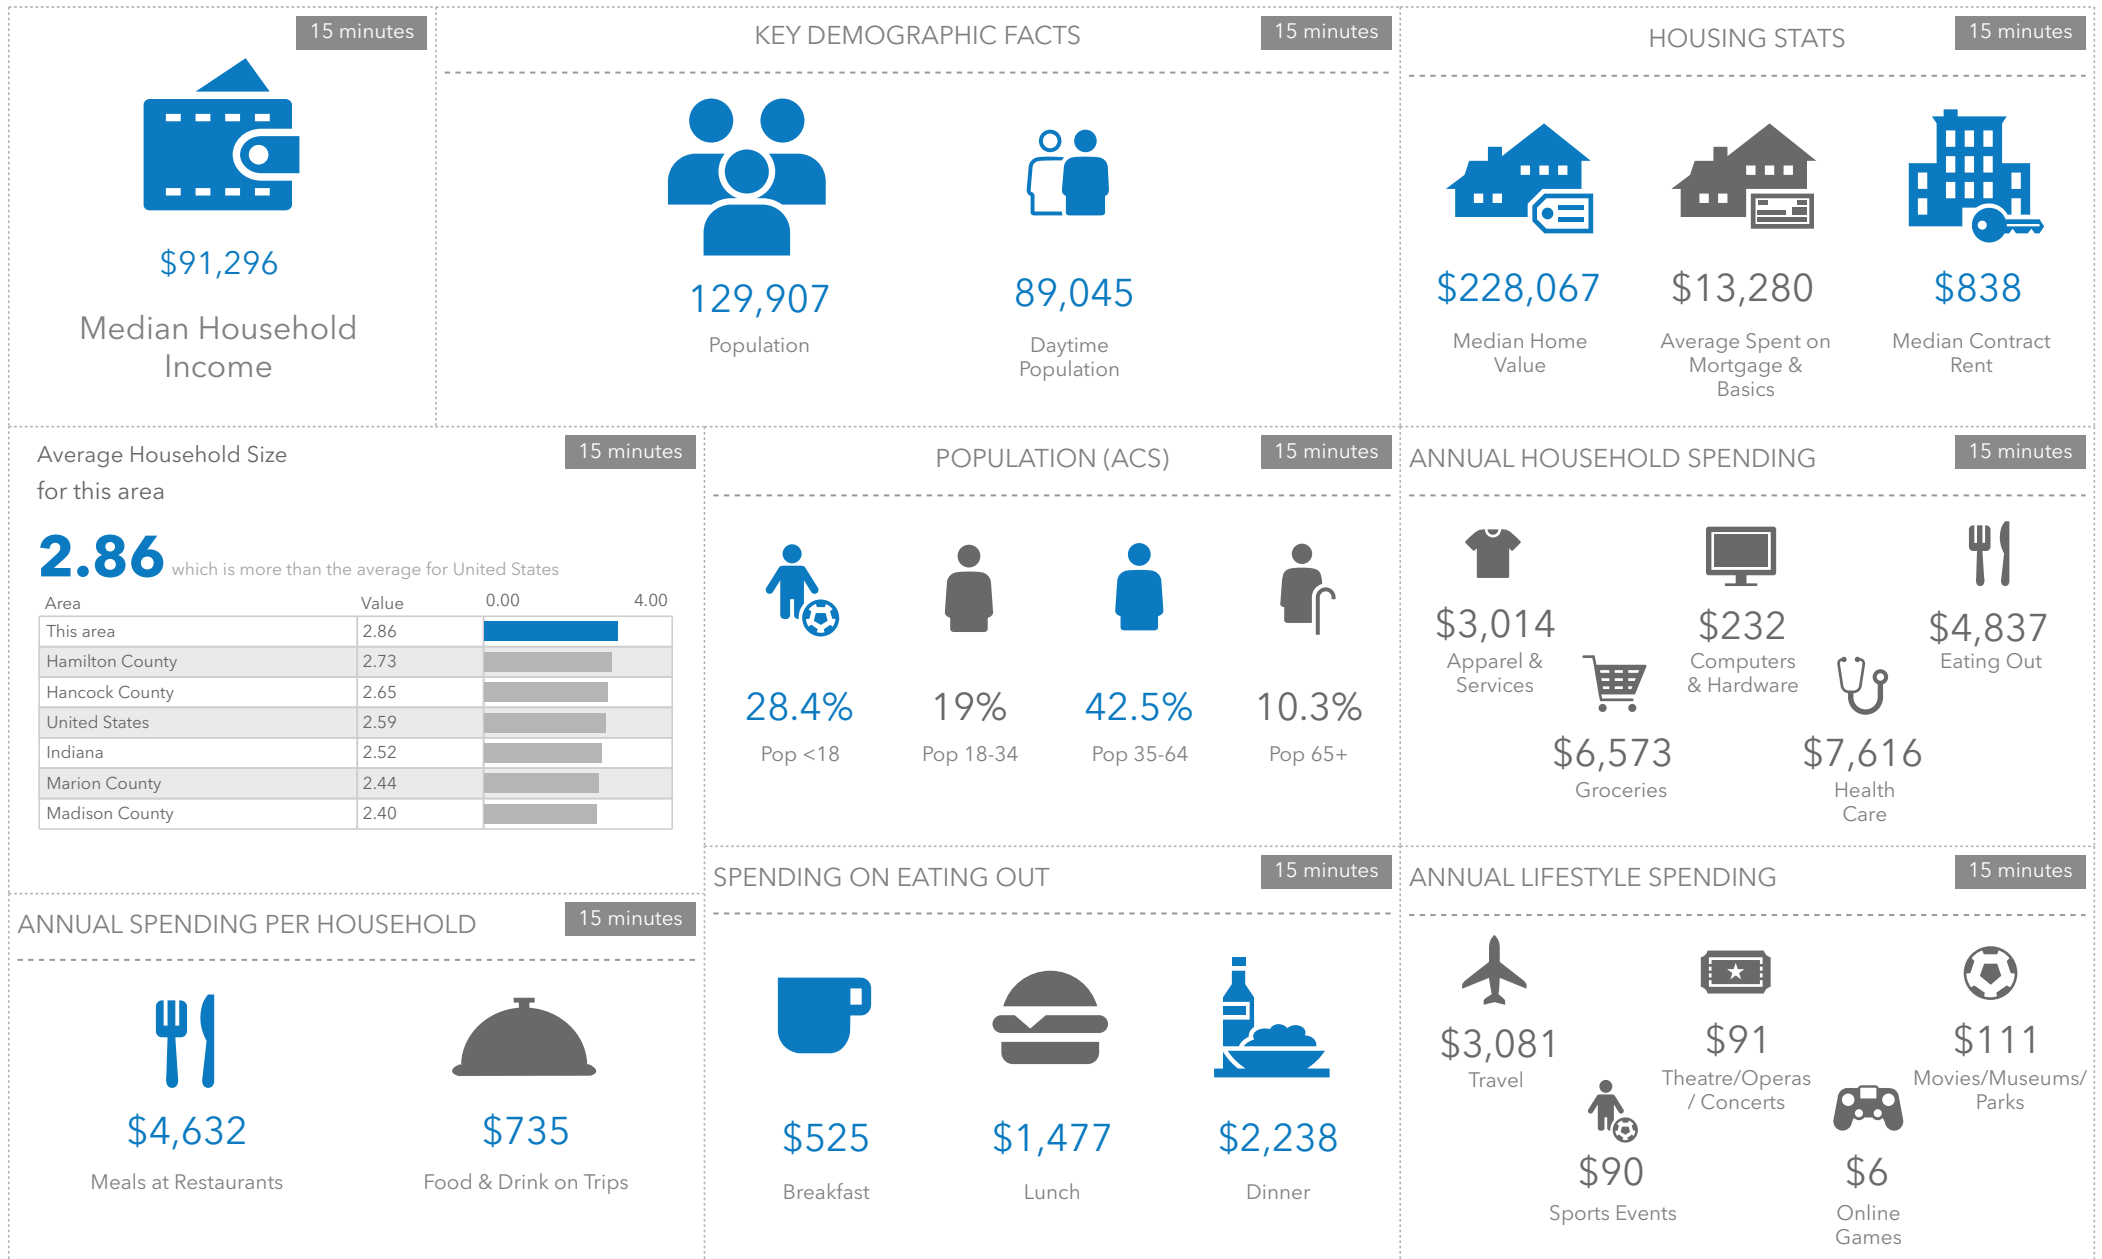 15 minutes
$91,296
Median Household
Income
KEY DEMOGRAPHIC FACTS
15 minutes
129,907
Population
89,045
Daytime
Population
HOUSING STATS
15 minutes
$228,067
Median Home
Value
$13,280
Average Spent on
Mortgage &
Basics
$838
Median Contract
Rent
Average Household Size
for this area
15 minutes
2.86 which is more than the average for United States
Area Value 0.00 4.00
This area 2.86
Hamilton County 2.73
Hancock County 2.65
United States 2.59
Indiana 2.52
Marion County 2.44
Madison County 2.40
POPULATION (ACS)
15 minutes
28.4%
Pop <18
19%
Pop 18-34
42.5%
Pop 35-64
10.3%
Pop 65+
ANNUAL HOUSEHOLD SPENDING
15 minutes
$3,014
Apparel &
Services
$232
Computers
& Hardware
$4,837
Eating Out
$6,573
Groceries
$7,616
Health
Care
ANNUAL SPENDING PER HOUSEHOLD
15 minutes
$4,632
Meals at Restaurants
$735
Food & Drink on Trips
SPENDING ON EATING OUT
15 minutes
$525
Breakfast
$1,477
Lunch
$2,238
Dinner
ANNUAL LIFESTYLE SPENDING
15 minutes
$3,081
Travel
$91
Theatre/Operas
/ Concerts
$111
Movies/Museums/
Parks
$90
Sports Events
$6
Online
Games